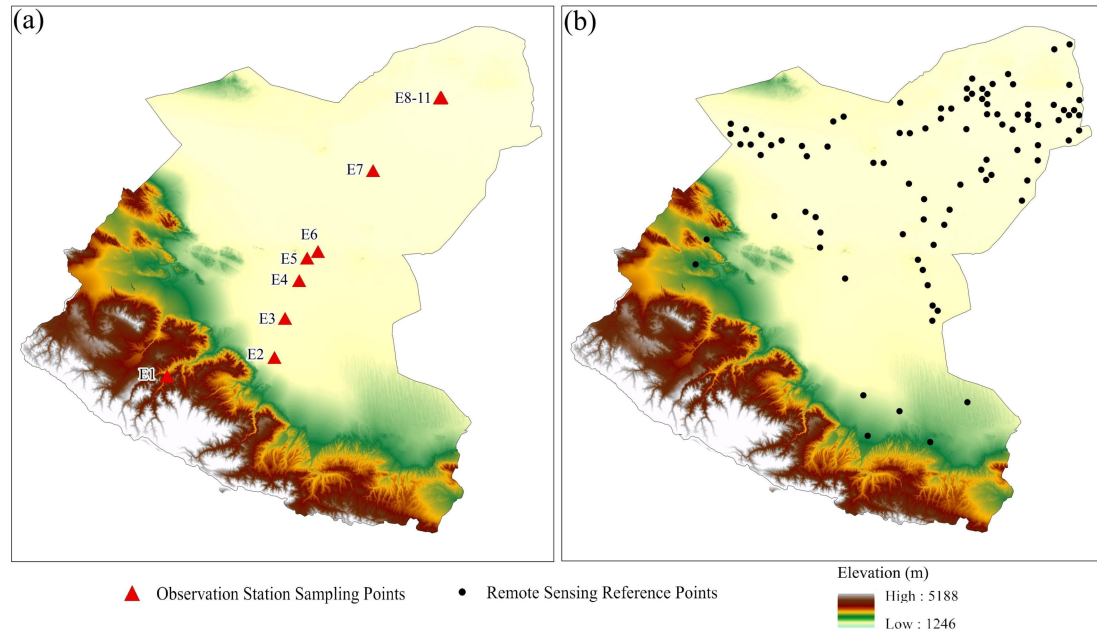 (a)
(b)
E8-11
E7
E6
E5
E4
E3
E2
E1
Observation Station Sampling Points
Remote Sensing Reference Points
Elevation (m)
High : 5188
Low : 1246